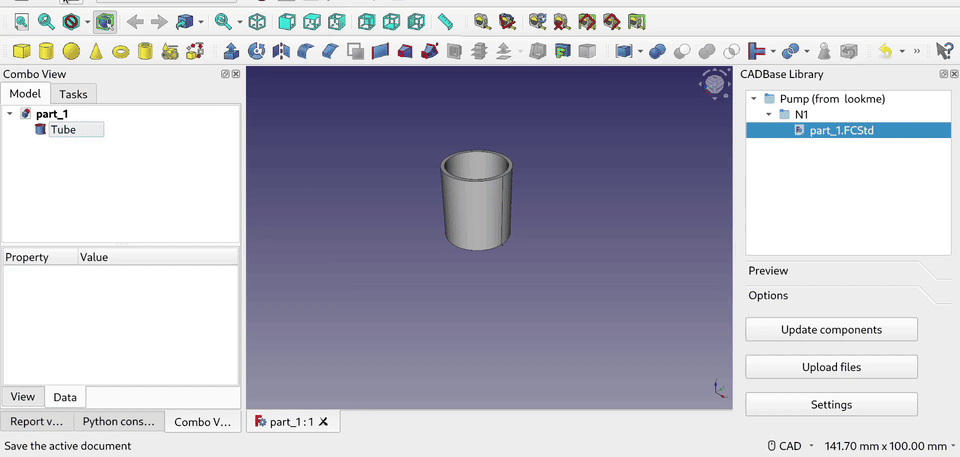 Combo View
CADBase Library
Model
Tasks
part_1
Tube
Pump (from lookme)
N1
part_1.FCStd
Property
Value
Preview
Options
Update components
Upload files
Settings
View
Data
Report v...
Python cons...
Combo V...
part_1 : 1
Save the active document
CAD
141.70 mm x 100.00 mm